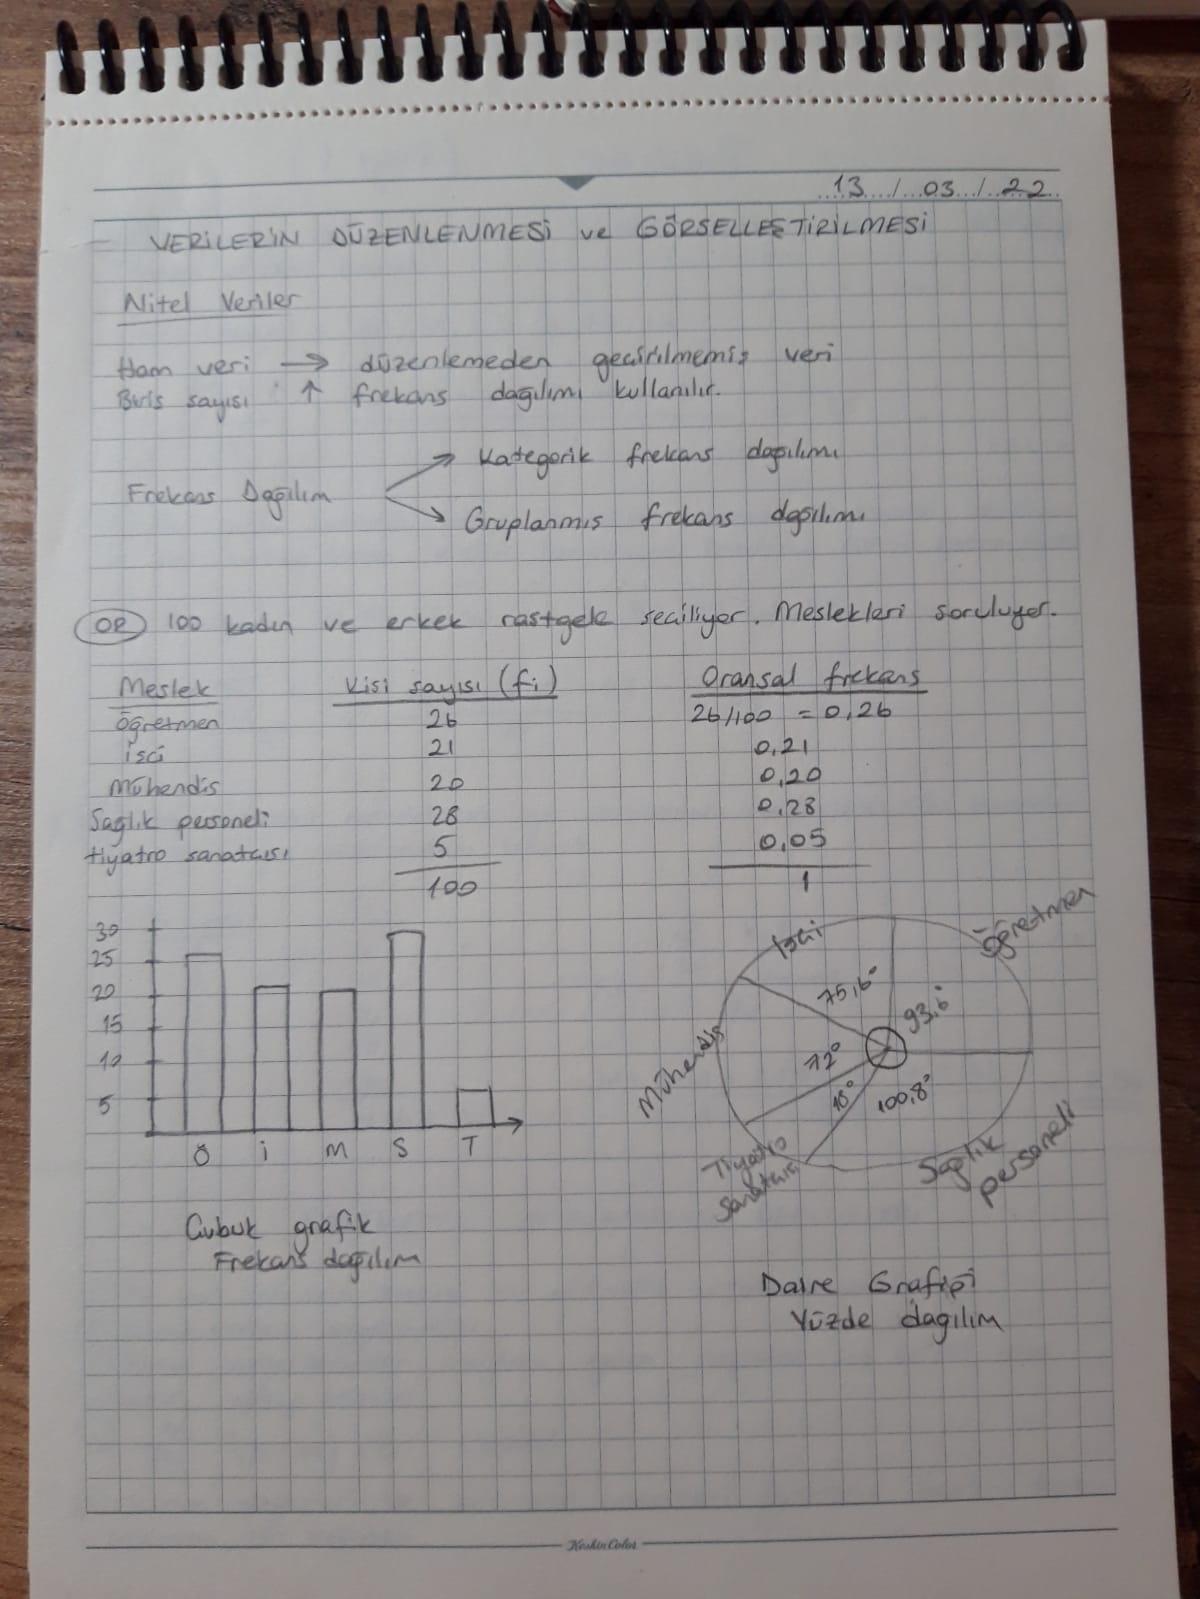 13 / 03 / 22
VERİLERİN DÜZENLENMESİ ve GÖRSELLEŞTİRİLMESİ
Nitel Veriler
Ham veri → düzenlemeden geçirilmemiş veri
Biris sayısı ↑ frekans dağılımı kullanılır.
Kategorik frekans dağılımı
Frekans Dağılım
Gruplanmış frekans dağılımı
ÖR 100 kadın ve erkek rastgele seçiliyor. Meslekleri soruluyor.
Meslek Kişi sayısı (fi) Oransal frekans
Öğretmen 26 26/100 = 0,26
İşçi 21 0,21
Mühendis 20 0,20
Sağlık personeli 28 0,28
tiyatro sanatçısı 5 0,05
100 1
30
25
20
15
10
5
Ö İ M S T
İşçi
Öğretmen
75,6°
93,6°
Mühendis
72°
18°
100,8°
Tiyatro
sanatçısı
Sağlık
personeli
Çubuk grafik
Frekans dağılım
Daire Grafiği
Yüzde dağılım
KeskinColor